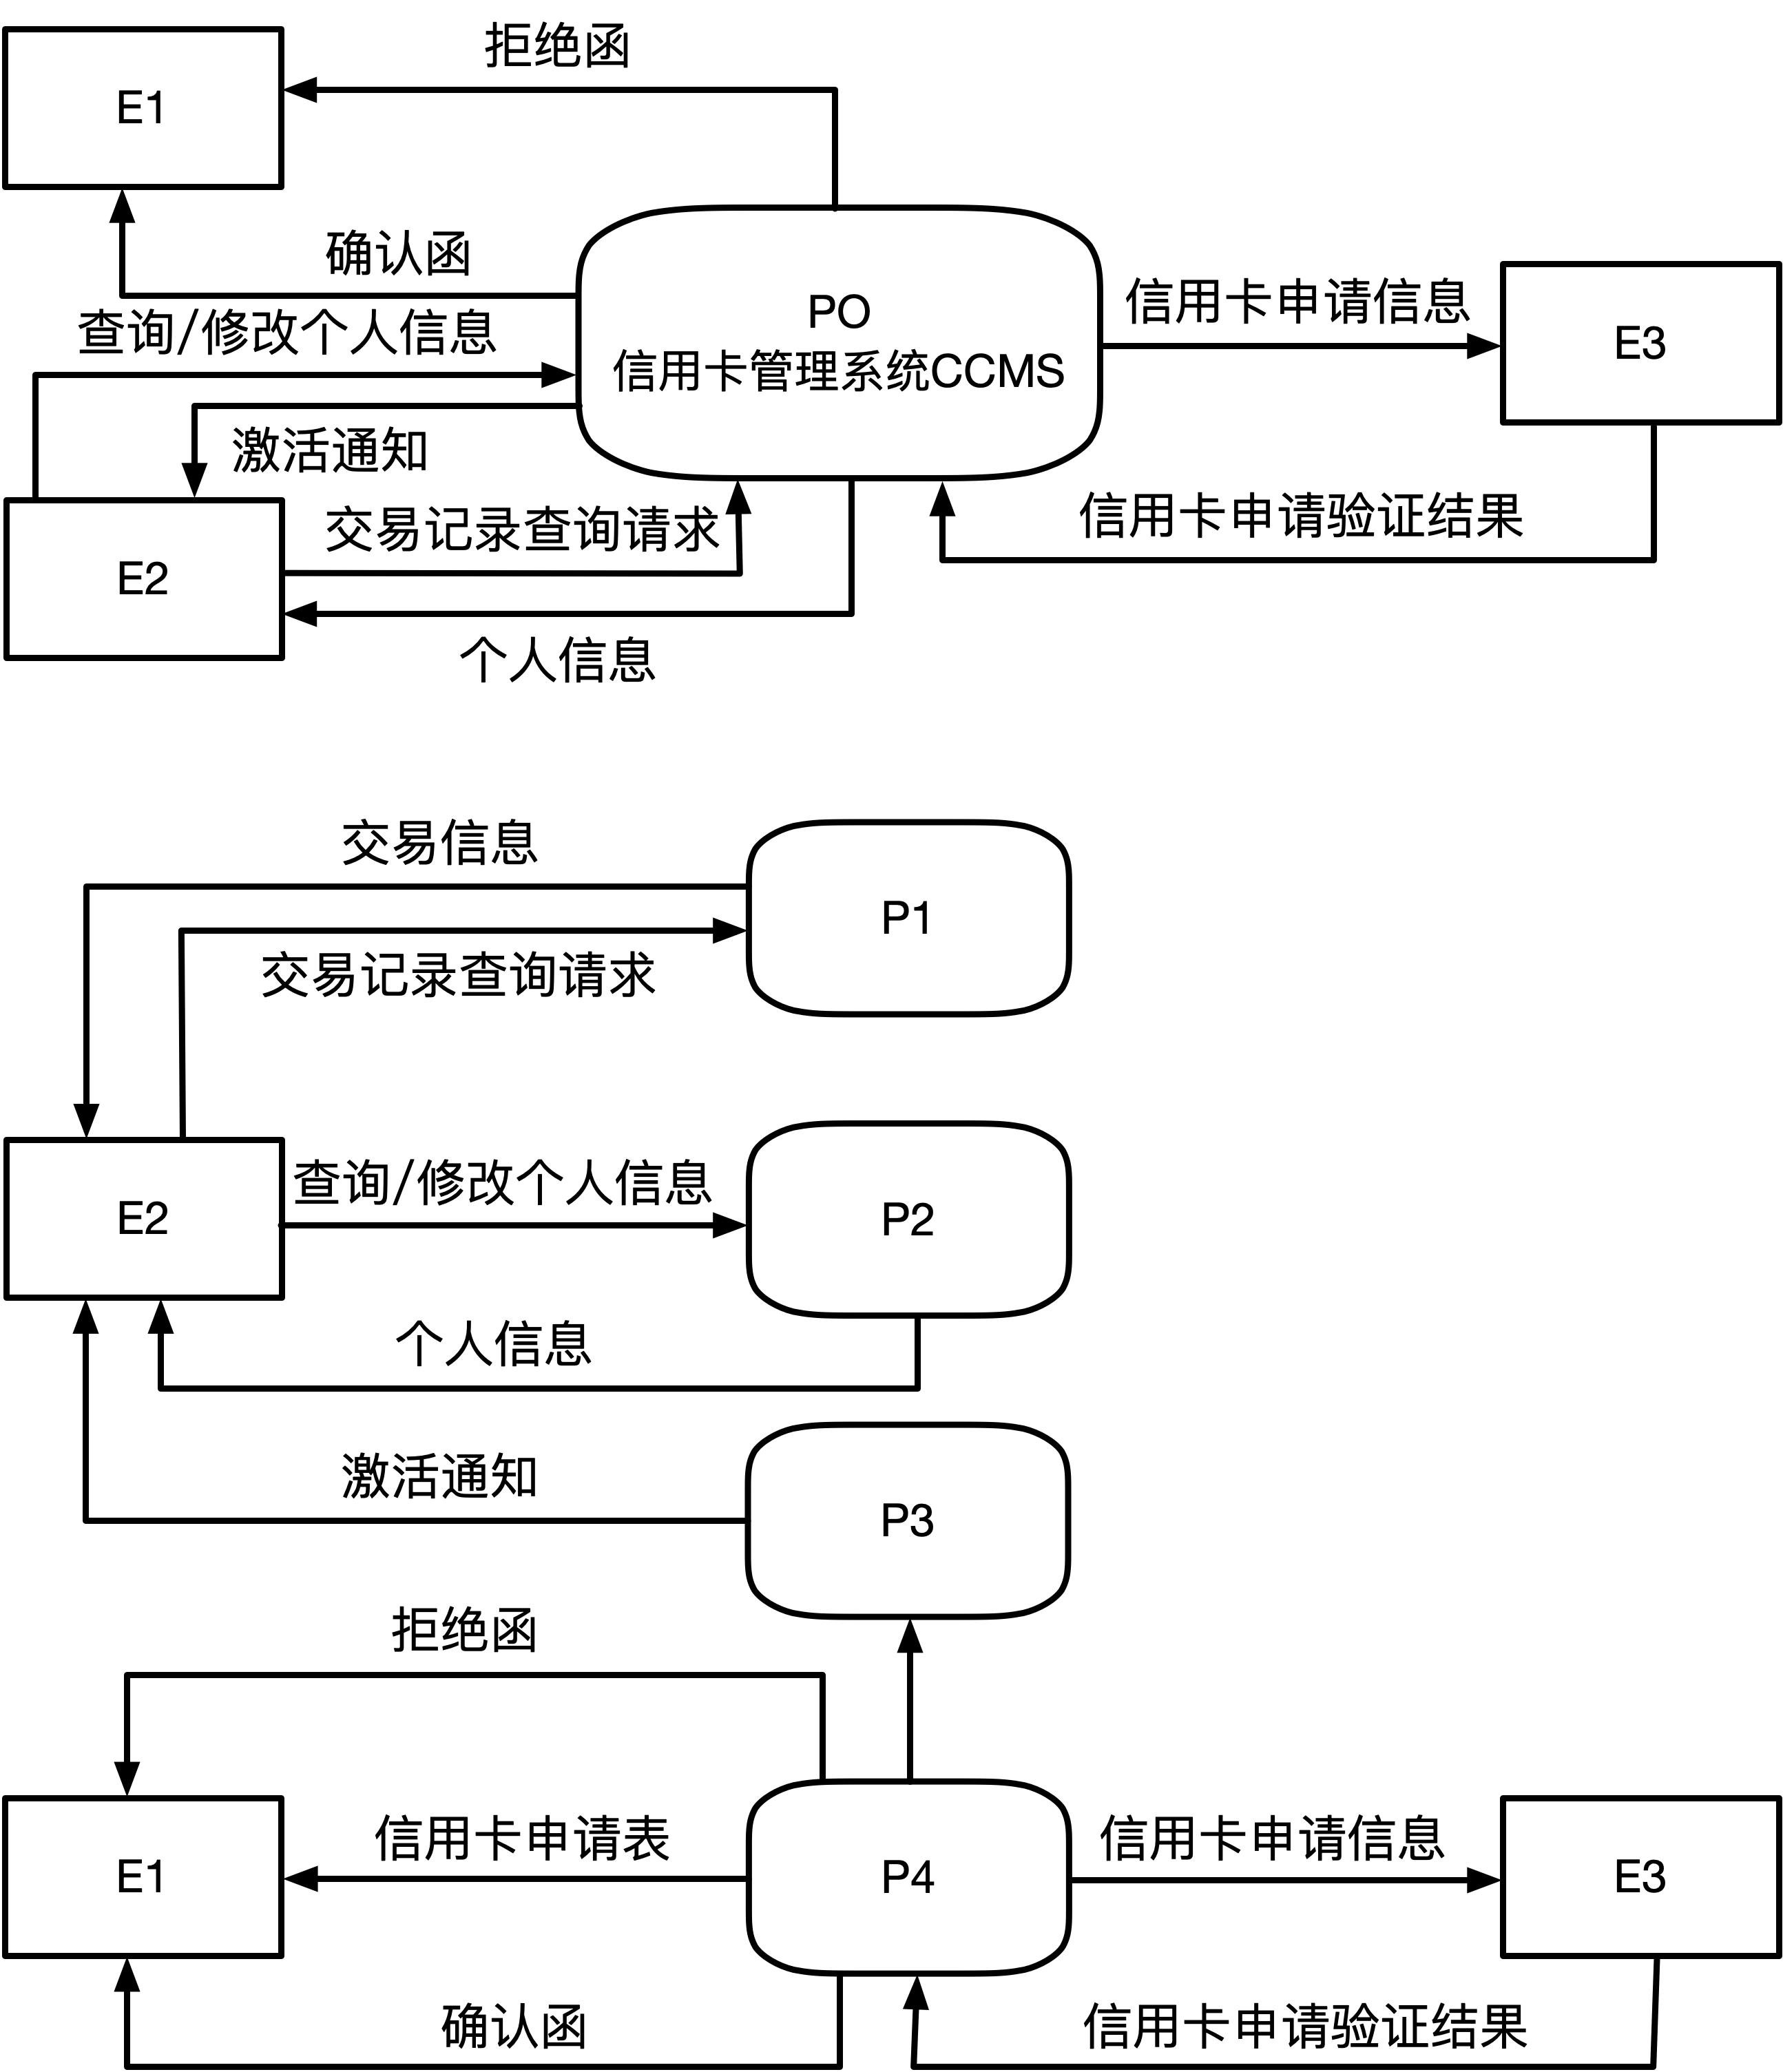 拒绝函
E1
确认函
查询/修改个人信息
PO
信用卡管理系统CCMS
信用卡申请信息
E3
激活通知
交易记录查询请求
信用卡申请验证结果
E2
个人信息
交易信息
P1
交易记录查询请求
查询/修改个人信息
E2
P2
个人信息
激活通知
P3
拒绝函
信用卡申请表
信用卡申请信息
E1
P4
E3
确认函
信用卡申请验证结果